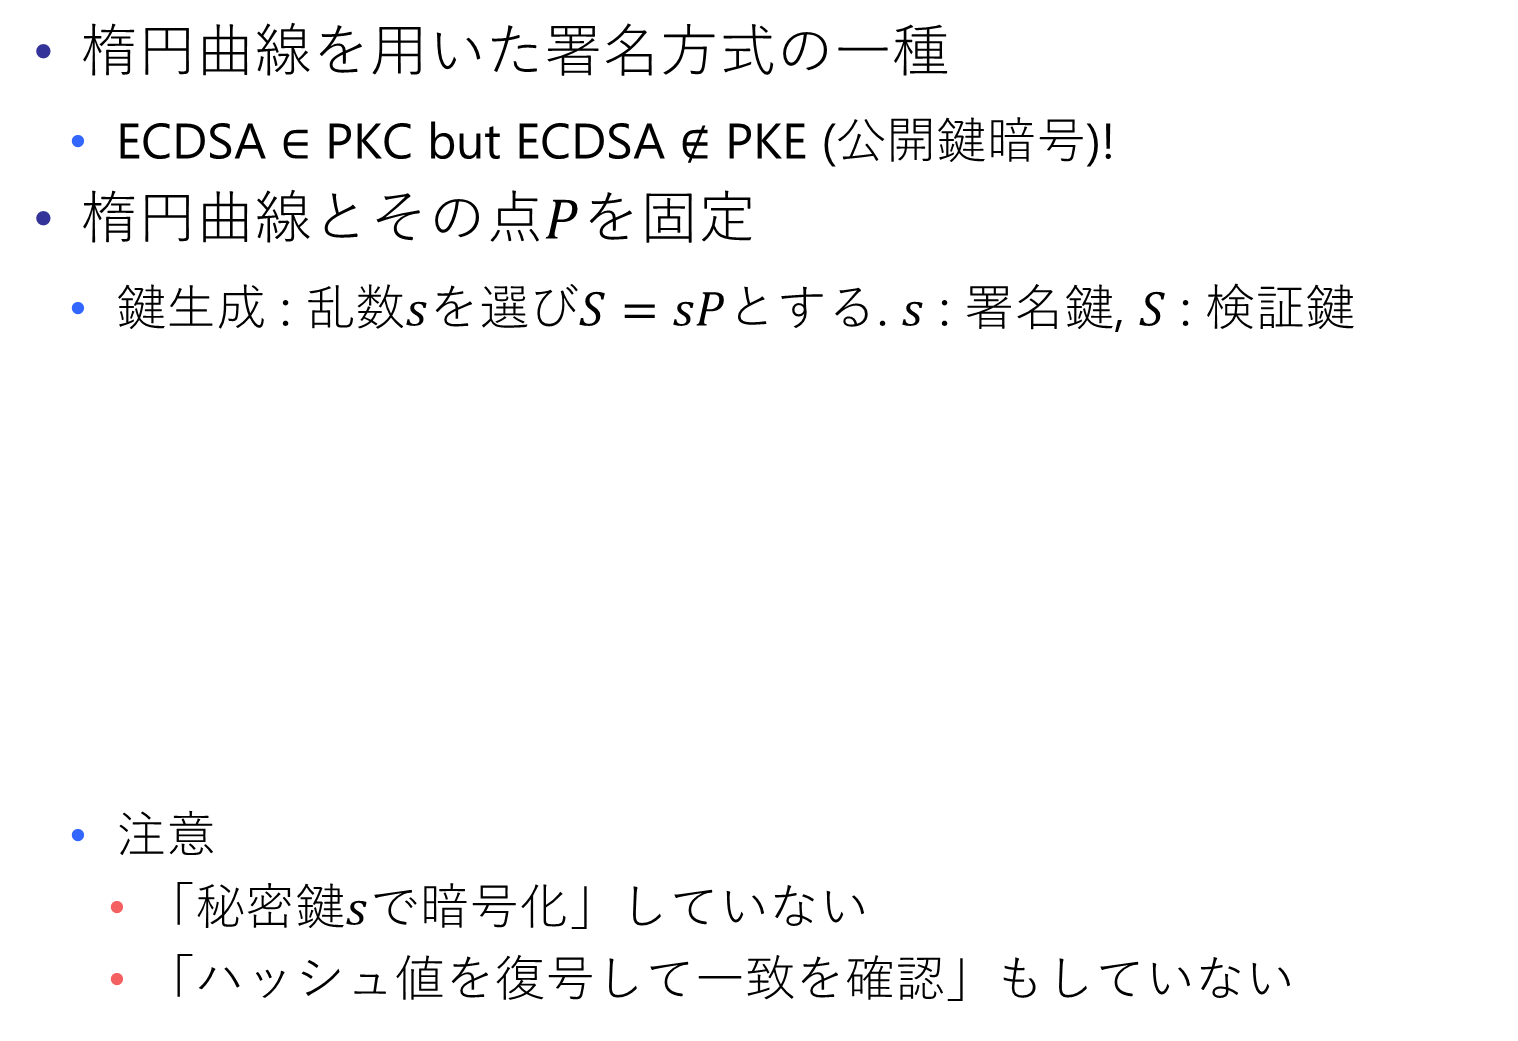 • 楕円曲線を用いた署名方式の一種
• ECDSA ∈ PKC but ECDSA ∉ PKE (公開鍵暗号)!
• 楕円曲線とその点Pを固定
• 鍵生成 : 乱数sを選びS = sPとする. s : 署名鍵, S : 検証鍵
• 注意
• 「秘密鍵sで暗号化」していない
• 「ハッシュ値を復号して一致を確認」もしていない